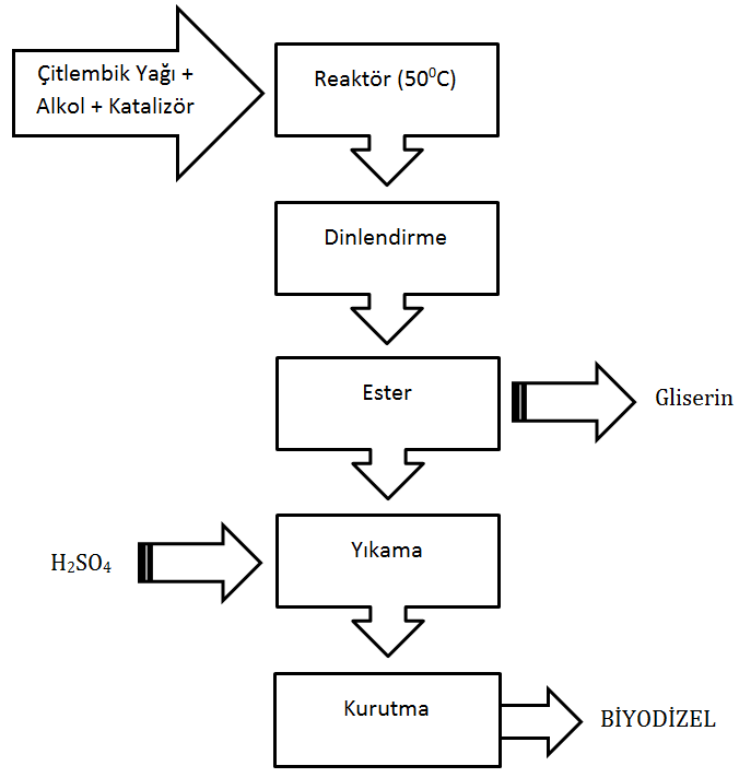 Çitlembik Yağı +
Alkol + Katalizör
Reaktör (50⁰C)
Dinlendirme
Ester
Gliserin
H₂SO₄
Yıkama
Kurutma
BİYODİZEL